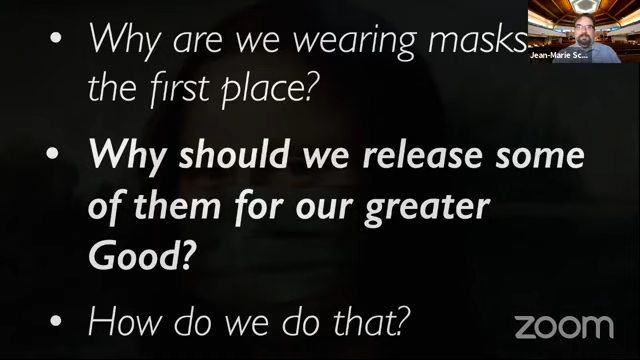 • Why are we wearing masks
the first place?
Jean-Marie Sc...
• Why should we release some
of them for our greater
Good?
• How do we do that?
zoom